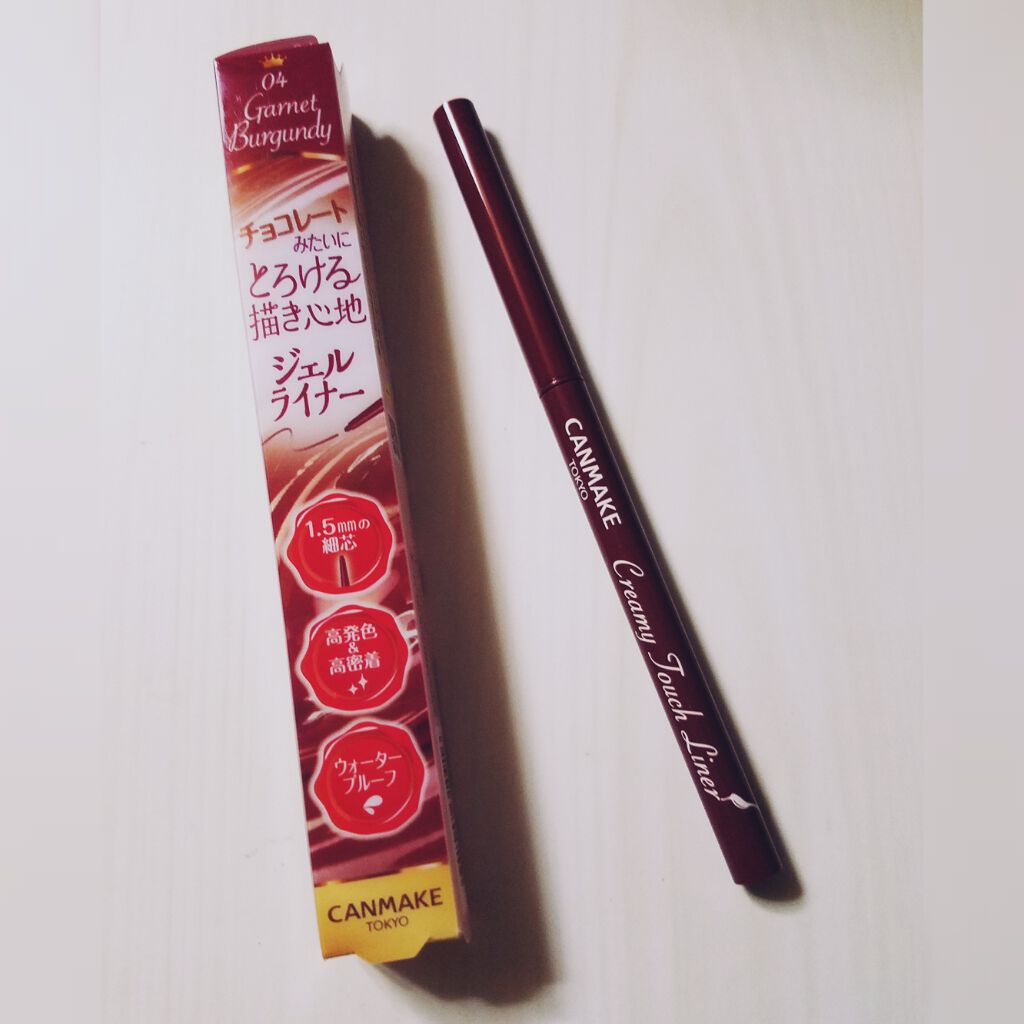 04
Garnet
Burgundy
チョコレート
みたいに
とろける
描き心地
ジェル
ライナー
1.5㎜の
細芯
高発色
&
高密着
ウォーター
プルーフ
CANMAKE
TOKYO
CANMAKE
TOKYO
Creamy Touch Liner